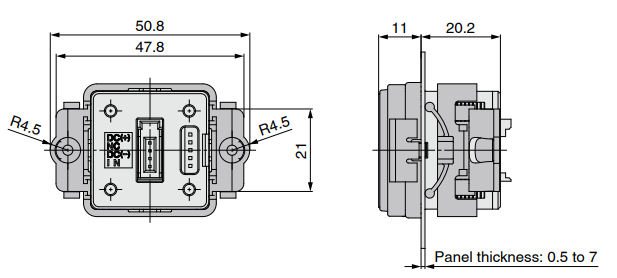 50.8
47.8
R4.5
R4.5
21
DC(+)
NC
DC(-)
I N
11
20.2
Panel thickness: 0.5 to 7